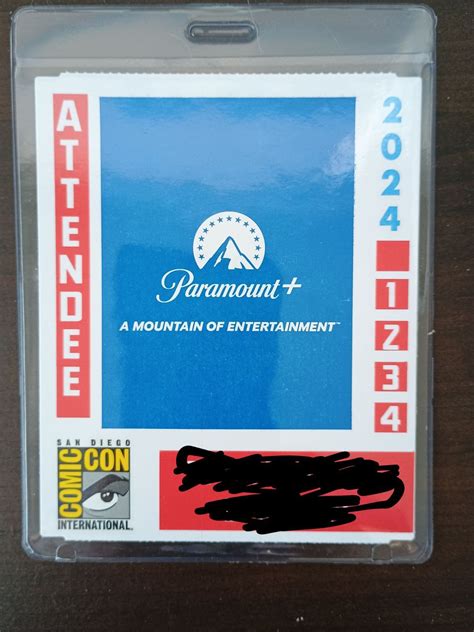 ATTENDEE
2024
1
2
3
4
Paramount+
A MOUNTAIN OF ENTERTAINMENT™
SAN DIEGO
COMIC CON
INTERNATIONAL®